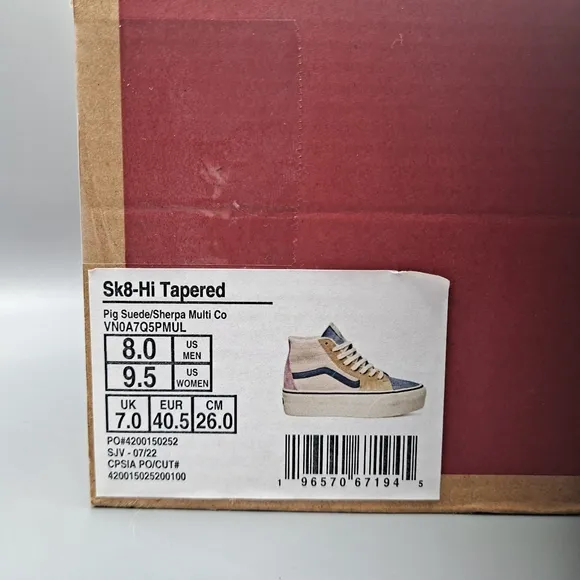 Sk8-Hi Tapered
Pig Suede/Sherpa Multi Co
VN0A7Q5PMUL
8.0 US MEN
9.5 US WOMEN
UK 7.0 EUR 40.5 CM 26.0
PO#4200150252
SJV - 07/22
CPSIA PO/CUT#
420015025200100
1 96570 67194 5